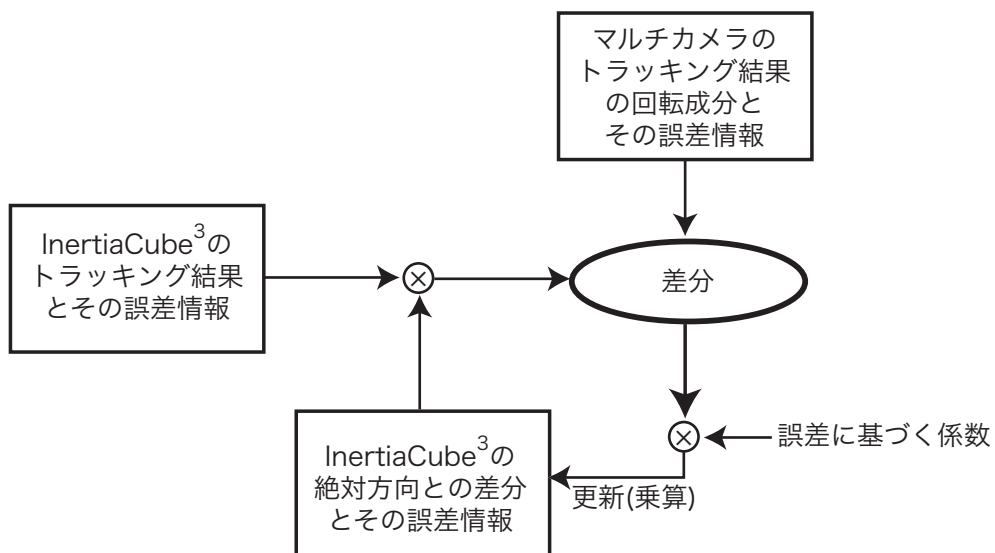 マルチカメラの
トラッキング結果
の回転成分と
その誤差情報
InertiaCube³の
トラッキング結果
とその誤差情報
差分
InertiaCube³の
絶対方向との差分
とその誤差情報
誤差に基づく係数
更新(乗算)